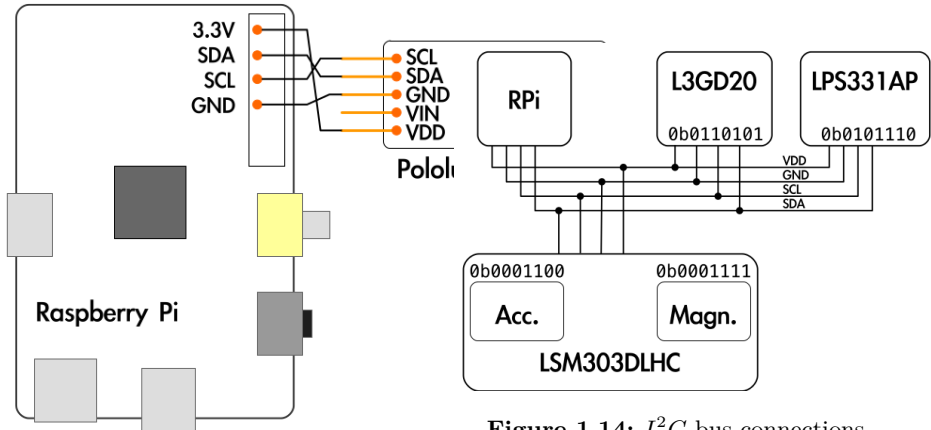 3.3V
SDA
SCL
GND
SCL
SDA
GND
VIN
VDD
Raspberry Pi
RPi
L3GD20
0b0110101
LPS331AP
0b0101110
VDD
GND
SCL
SDA
0b0001100
0b0001111
Acc.
Magn.
LSM303DLHC
Figure 1.14: I²C bus connections